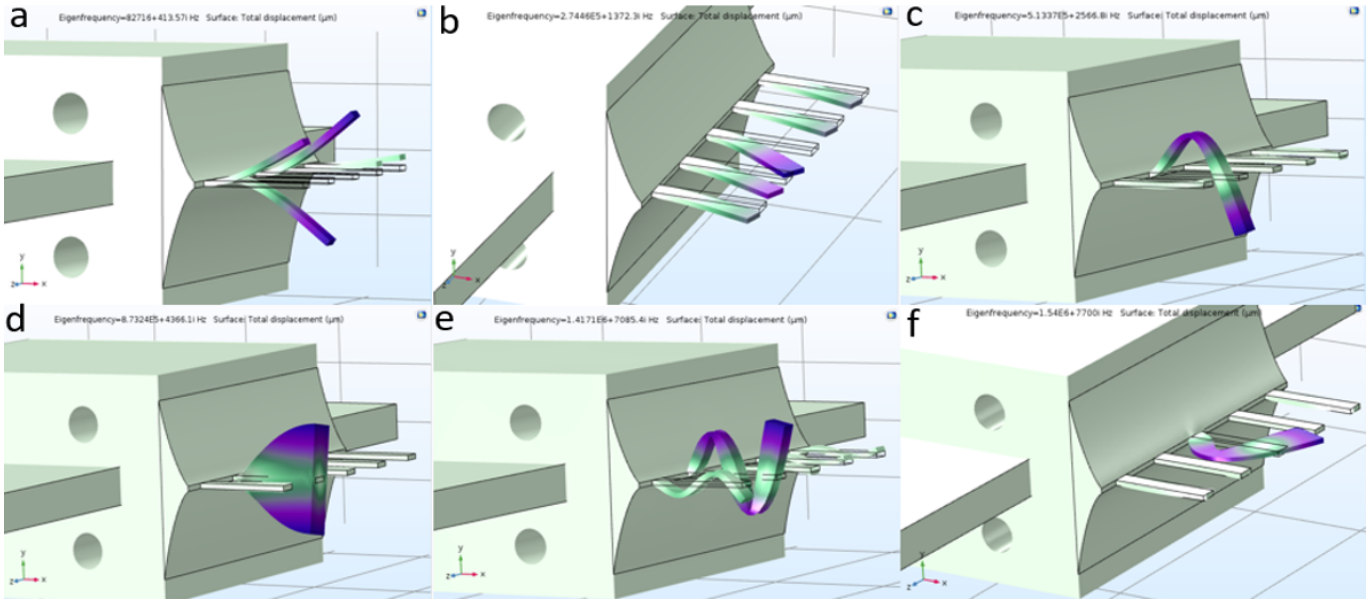 a
Eigenfrequency=82716+413.57i Hz Surface: Total displacement (µm)
y
z
x
b
Eigenfrequency=2.7446E5+1372.3i Hz Surface: Total displacement (µm)
y
z
x
c
Eigenfrequency=5.1337E5+2566.8i Hz Surface: Total displacement (µm)
y
z
x
d
Eigenfrequency=8.7324E5+4366.1i Hz Surface: Total displacement (µm)
y
z
x
e
Eigenfrequency=1.4171E6+7085.4i Hz Surface: Total displacement (µm)
y
z
x
f
Eigenfrequency=1.54E6+7700i Hz Surface: Total displacement (µm)
y
z
x